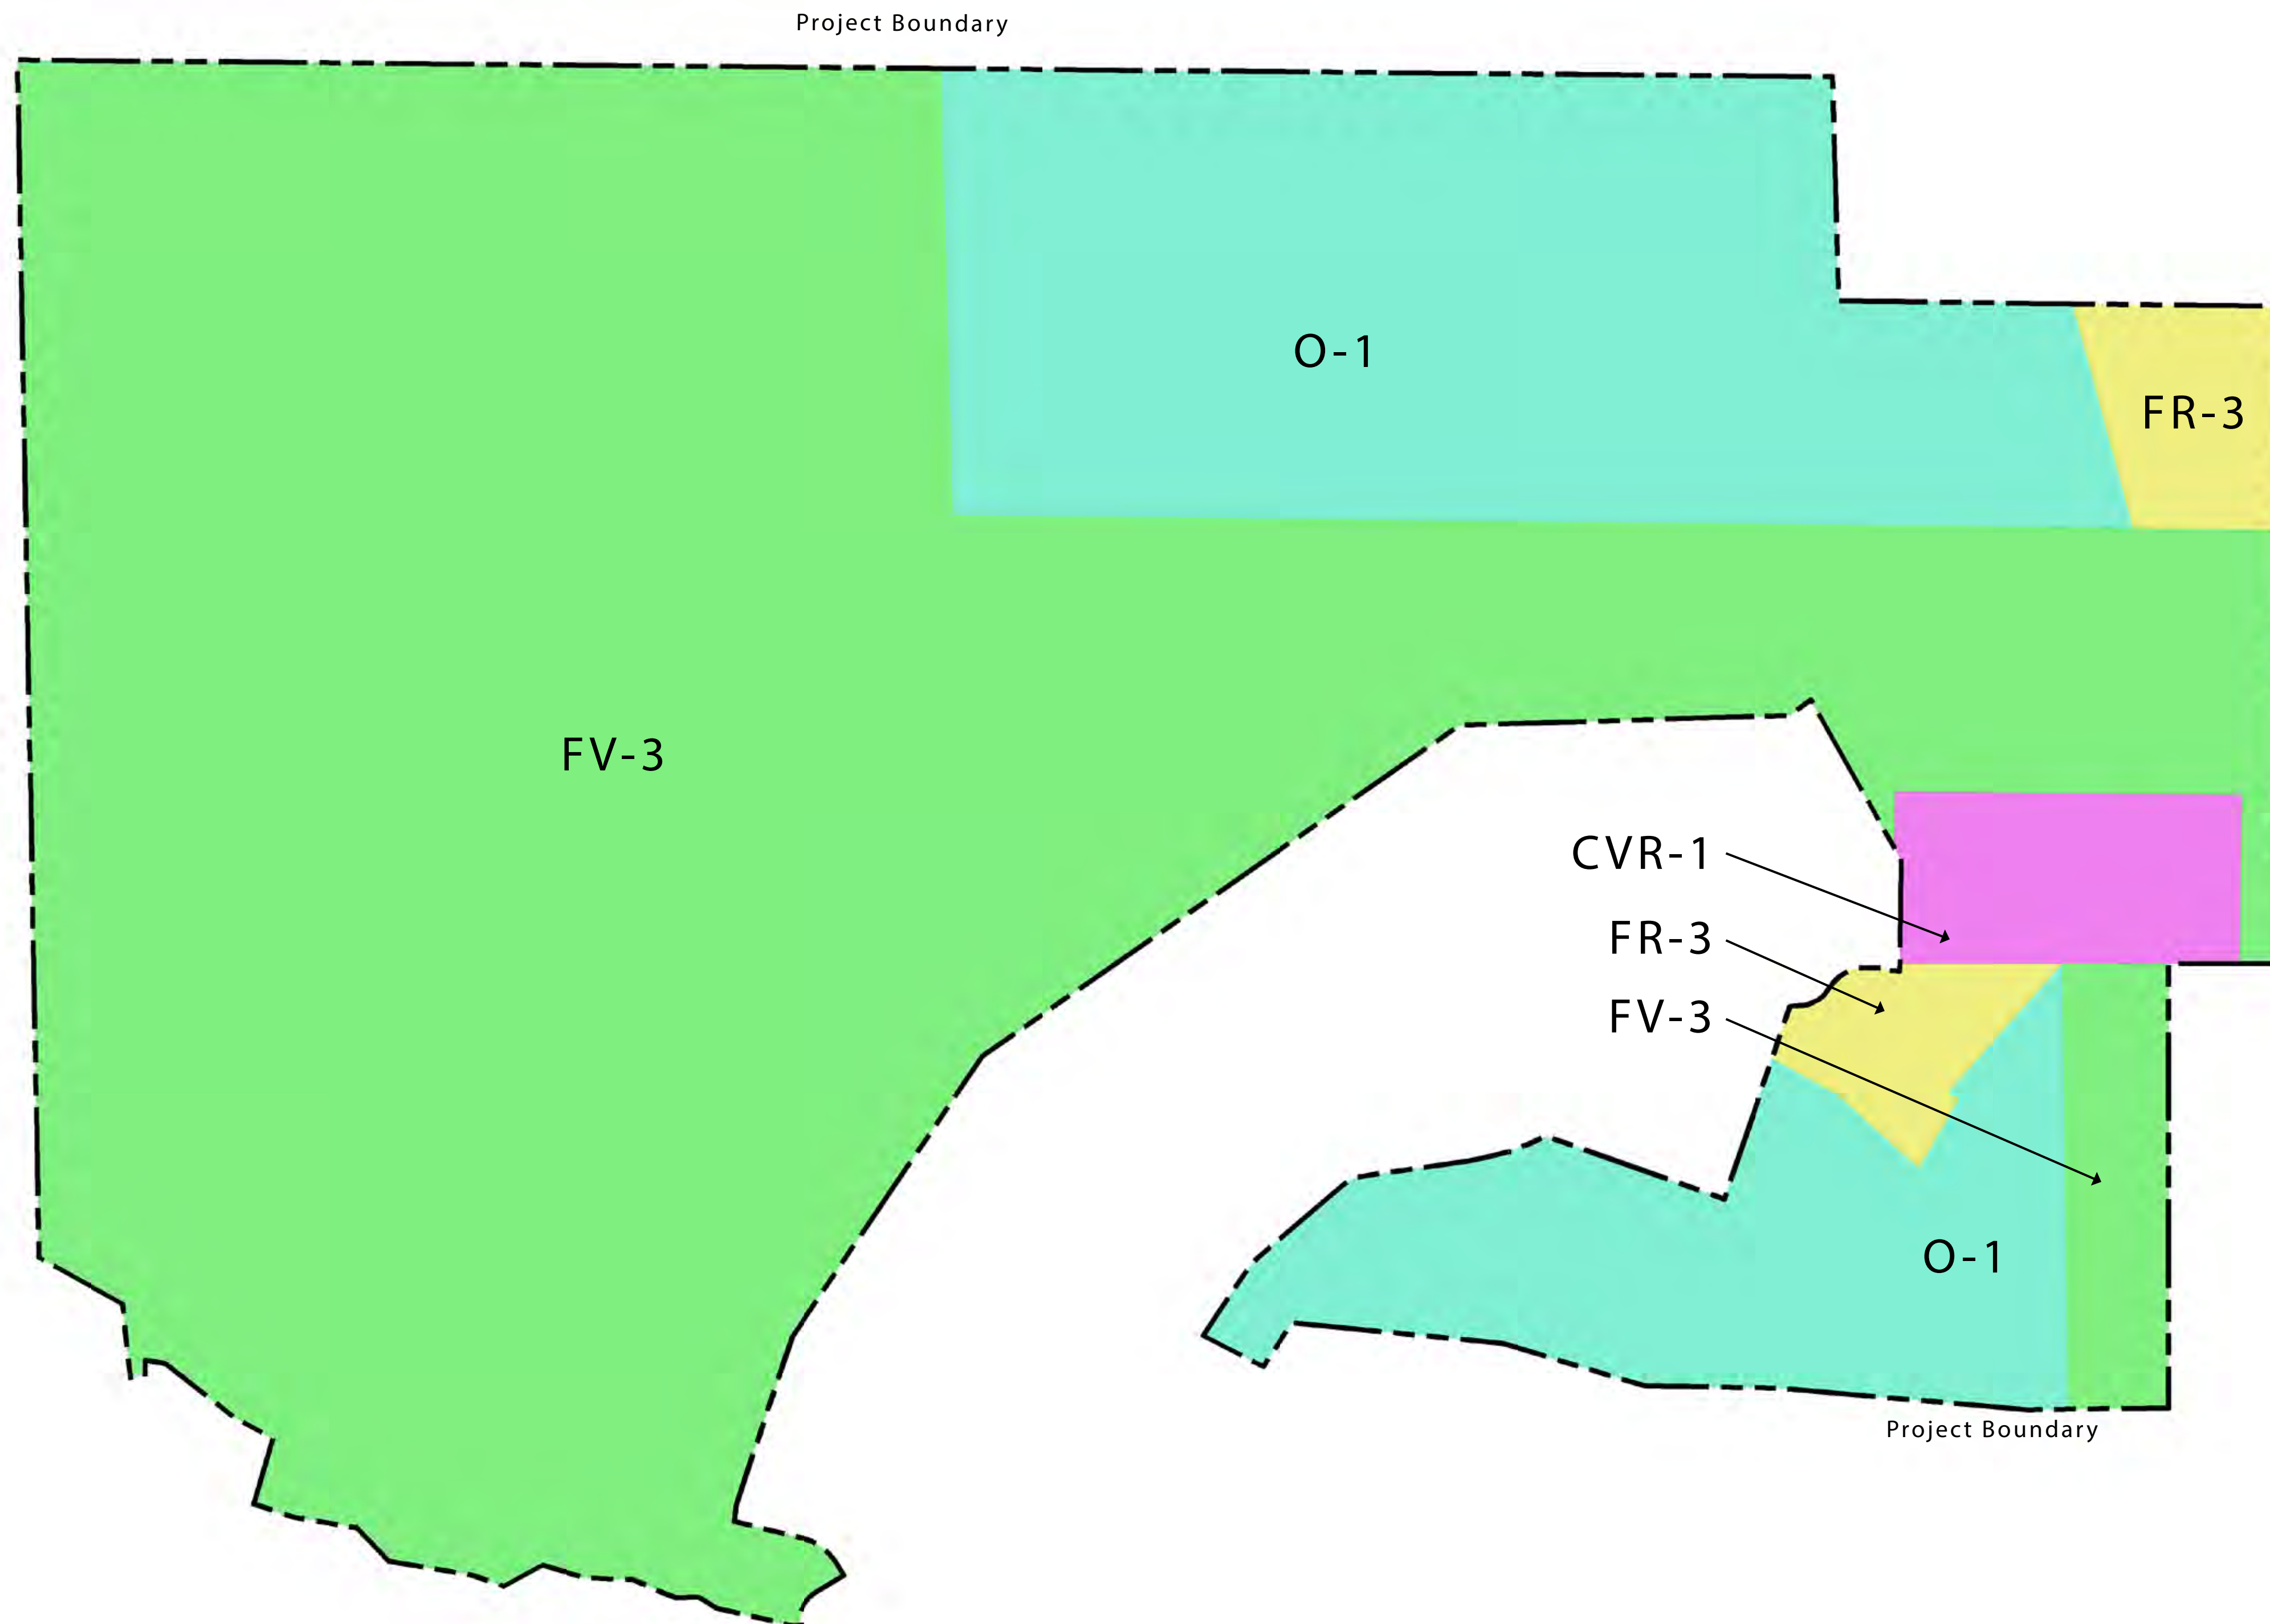 Project Boundary
O-1
FR-3
FV-3
CVR-1
FR-3
FV-3
O-1
Project Boundary